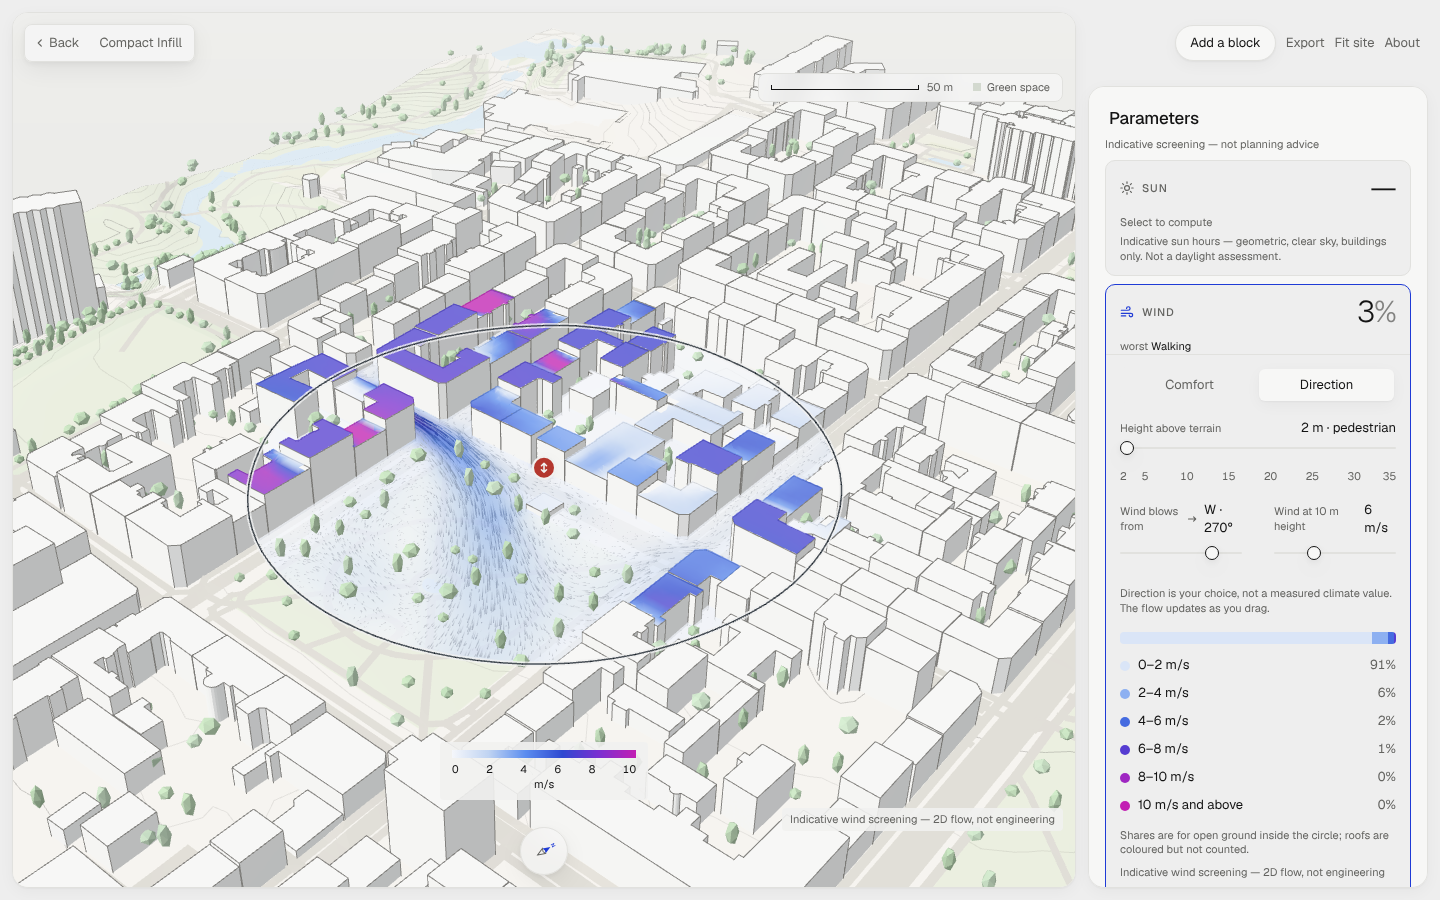 Back
Compact Infill
Add a block
Export
Fit site
About
50 m
Green space
Parameters
Indicative screening — not planning advice
SUN
—
Select to compute
Indicative sun hours — geometric, clear sky, buildings
only. Not a daylight assessment.
WIND
3%
worst Walking
Comfort
Direction
Height above terrain
2 m · pedestrian
2 5 10 15 20 25 30 35
Wind blows
from
→
W ·
270°
Wind at 10 m
height
6
m/s
Direction is your choice, not a measured climate value.
The flow updates as you drag.
0–2 m/s 91%
2–4 m/s 6%
4–6 m/s 2%
6–8 m/s 1%
8–10 m/s 0%
10 m/s and above 0%
Shares are for open ground inside the circle; roofs are
coloured but not counted.
Indicative wind screening — 2D flow, not engineering
0 2 4 6 8 10
m/s
Indicative wind screening — 2D flow, not engineering